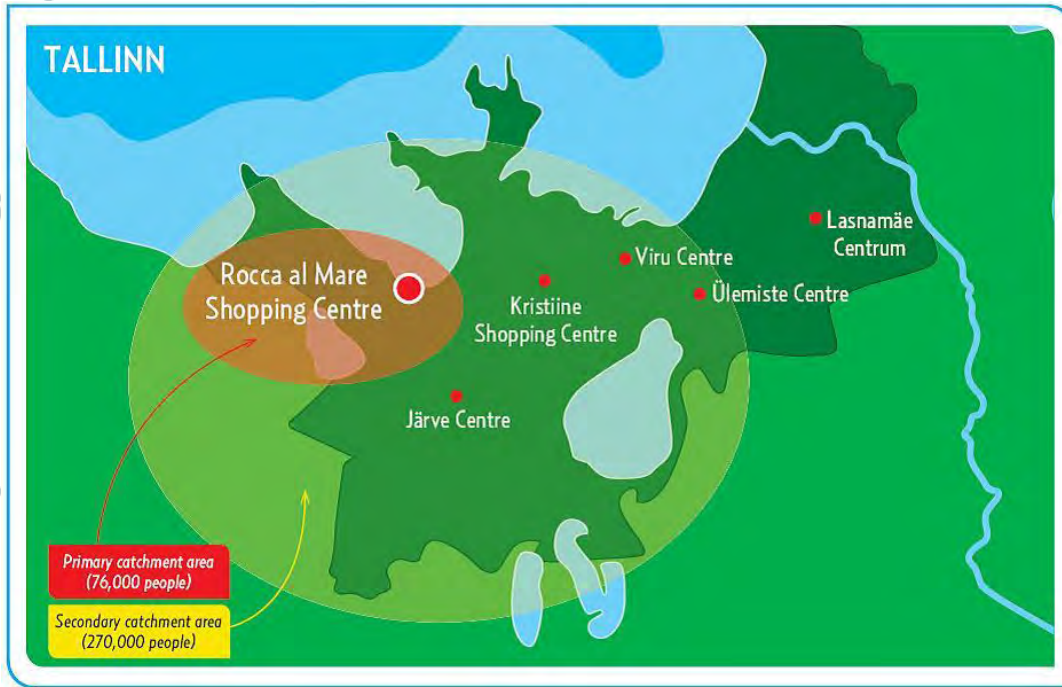 TALLINN
Lasnamäe
Centrum
Viru Centre
Rocca al Mare
Shopping Centre
Ülemiste Centre
Kristiine
Shopping Centre
Järve Centre
Primary catchment area
(76,000 people)
Secondary catchment area
(270,000 people)